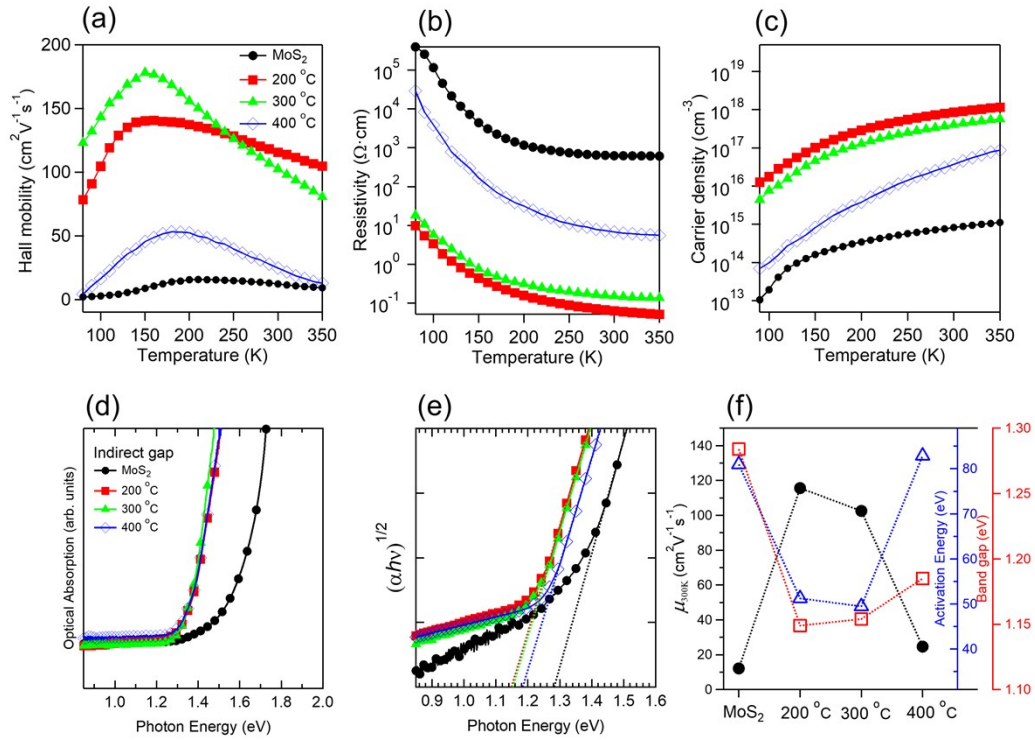 (a)
200
150
100
50
0
Hall mobility (cm²V⁻¹s⁻¹)
MoS₂
200 °C
300 °C
400 °C
100 150 200 250 300 350
Temperature (K)
(b)
10⁵
10⁴
10³
10²
10¹
10⁰
10⁻¹
Resistivity (Ω·cm)
100 150 200 250 300 350
Temperature (K)
(c)
10¹⁹
10¹⁸
10¹⁷
10¹⁶
10¹⁵
10¹⁴
10¹³
Carrier density (cm⁻³)
100 150 200 250 300 350
Temperature (K)
(d)
Optical Absorption (arb. units)
Indirect gap
MoS₂
200 °C
300 °C
400 °C
1.0 1.2 1.4 1.6 1.8 2.0
Photon Energy (eV)
(e)
(αhν)¹/²
0.9 1.0 1.1 1.2 1.3 1.4 1.5 1.6
Photon Energy (eV)
(f)
140
120
100
80
60
40
20
0
μ₃₀₀K (cm²V⁻¹s⁻¹)
MoS₂ 200 °C 300 °C 400 °C
80
70
60
50
40
Activation Energy (eV)
1.30
1.25
1.20
1.15
1.10
Band gap (eV)